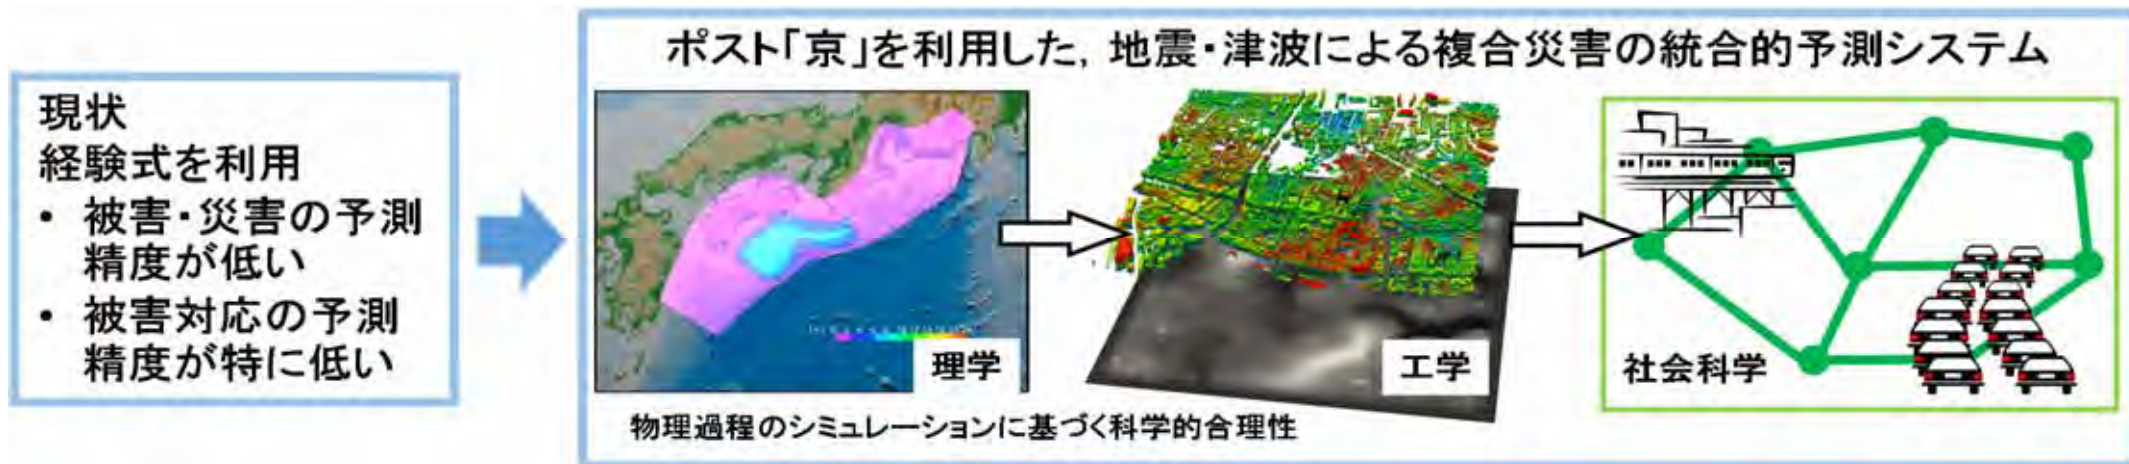 現状
経験式を利用
• 被害・災害の予測
精度が低い
• 被害対応の予測
精度が特に低い
ポスト「京」を利用した，地震・津波による複合災害の統合的予測システム
理学
工学
社会科学
物理過程のシミュレーションに基づく科学的合理性